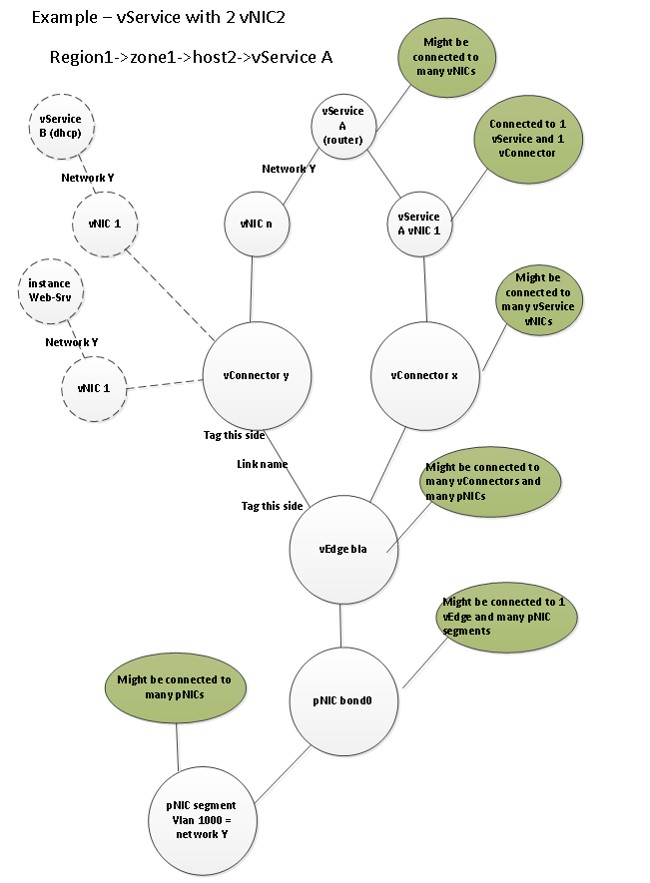 Example – vService with 2 vNIC2
Region1->zone1->host2->vService A
Might be
connected to
many vNICs
vService
B (dhcp)
vService
A
(router)
Connected to 1
vService and 1
vConnector
Network Y
Network Y
vNIC 1
vNIC n
vService
A vNIC 1
instance
Web-Srv
Might be
connected to
many vService
vNICs
Network Y
vNIC 1
vConnector y
vConnector x
Tag this side
Link name
Might be connected to
many vConnectors and
many pNICs
Tag this side
vEdge bla
Might be connected to 1
vEdge and many pNIC
segments
Might be connected to
many pNICs
pNIC bond0
pNIC segment
Vlan 1000 =
network Y